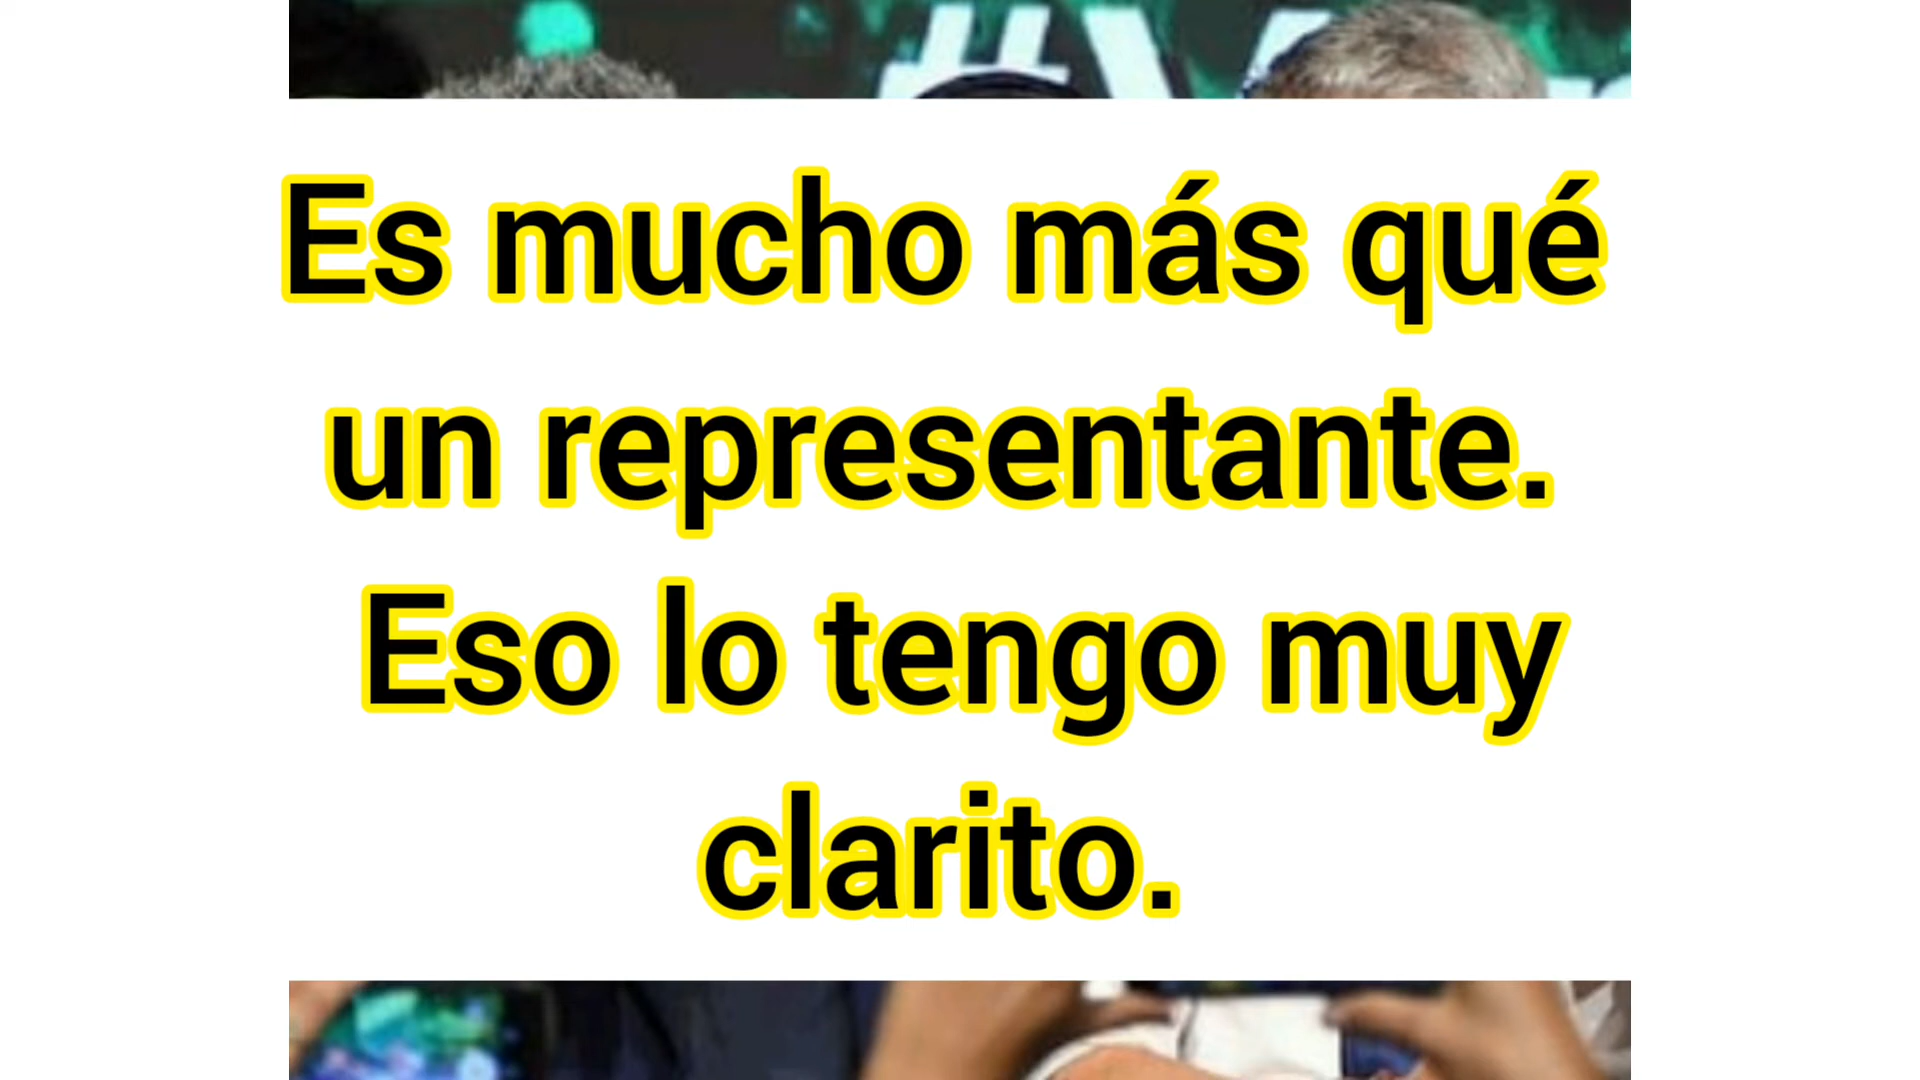 #V
Es mucho más qué
un representante.
Eso lo tengo muy
clarito.